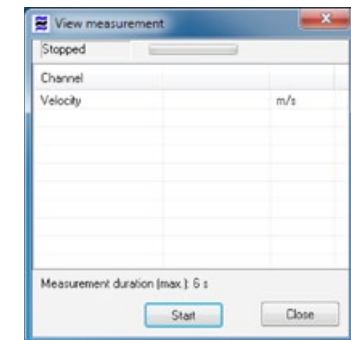 View measurement
Stopped
Channel
Velocity m/s
Measurement duration (max.): 6 s
Start Close